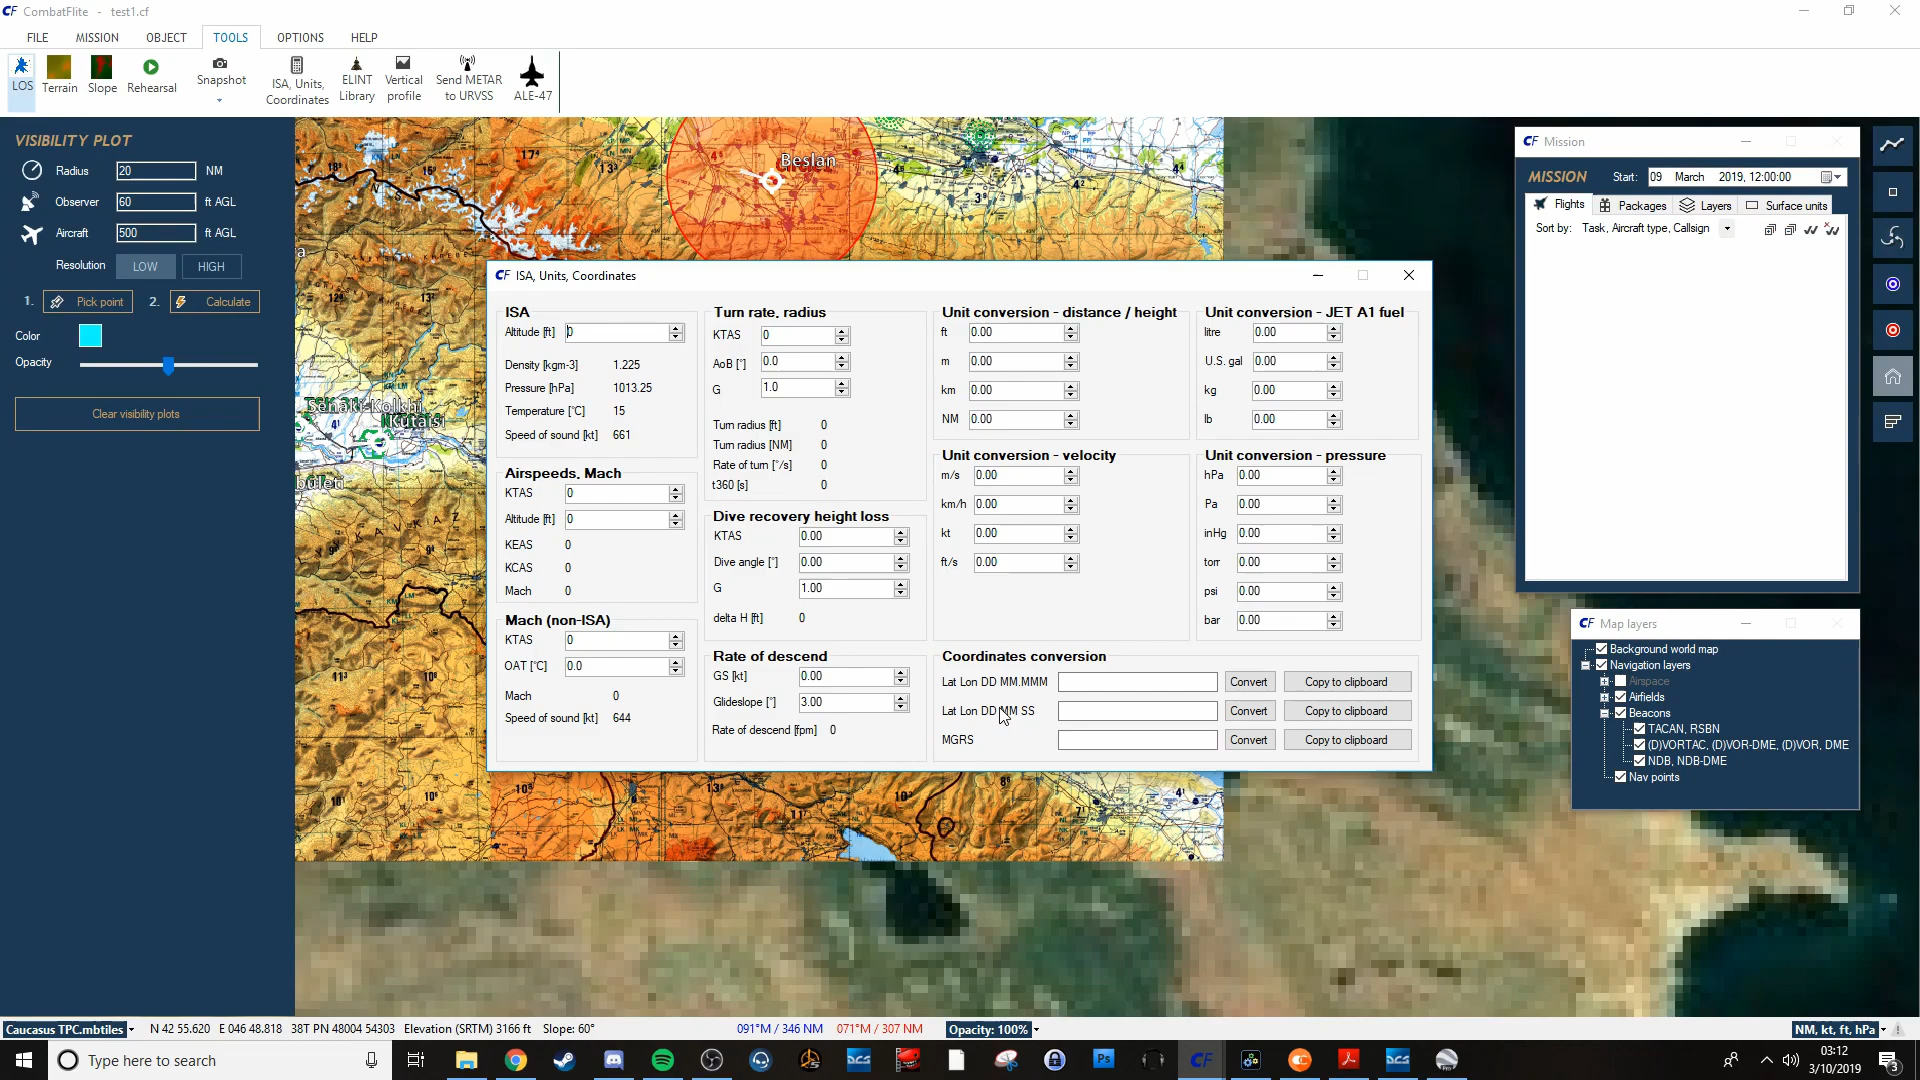 CF CombatFlite - test1.cf
FILE MISSION OBJECT TOOLS OPTIONS HELP
LOS Terrain Slope Rehearsal Snapshot ISA, Units, Coordinates ELINT Library Vertical profile Send METAR to URVSS ALE-47
VISIBILITY PLOT
Radius 20 NM
Observer 60 ft AGL
Aircraft 500 ft AGL
Resolution LOW HIGH
1. Pick point 2. Calculate
Color
Opacity
Clear visibility plots
Beslan
Senaki-Kolkhi
Kutaisi
CF ISA, Units, Coordinates
ISA
Altitude [ft] 0
Density [kgm-3] 1.225
Pressure [hPa] 1013.25
Temperature [°C] 15
Speed of sound [kt] 661
Airspeeds, Mach
KTAS 0
Altitude [ft] 0
KEAS 0
KCAS 0
Mach 0
Mach (non-ISA)
KTAS 0
OAT [°C] 0.0
Mach 0
Speed of sound [kt] 644
Turn rate, radius
KTAS 0
AoB [°] 0.0
G 1.0
Turn radius [ft] 0
Turn radius [NM] 0
Rate of turn [°/s] 0
t360 [s] 0
Dive recovery height loss
KTAS 0.00
Dive angle [°] 0.00
G 1.00
delta H [ft] 0
Rate of descend
GS [kt] 0.00
Glideslope [°] 3.00
Rate of descend [fpm] 0
Unit conversion - distance / height
ft 0.00
m 0.00
km 0.00
NM 0.00
Unit conversion - velocity
m/s 0.00
km/h 0.00
kt 0.00
ft/s 0.00
Unit conversion - JET A1 fuel
litre 0.00
U.S. gal 0.00
kg 0.00
lb 0.00
Unit conversion - pressure
hPa 0.00
Pa 0.00
inHg 0.00
torr 0.00
psi 0.00
bar 0.00
Coordinates conversion
Lat Lon DD MM.MMM Convert Copy to clipboard
Lat Lon DD MM SS Convert Copy to clipboard
MGRS Convert Copy to clipboard
CF Mission
MISSION Start: 09 March 2019, 12:00:00
Flights Packages Layers Surface units
Sort by: Task, Aircraft type, Callsign
CF Map layers
Background world map
Navigation layers
Airspace
Airfields
Beacons
TACAN, RSBN
(D)VORTAC, (D)VOR-DME, (D)VOR, DME
NDB, NDB-DME
Nav points
Caucasus TPC.mbtiles N 42 55.620 E 046 48.818 38T PN 48004 54303 Elevation (SRTM) 3166 ft Slope: 60° 091°M / 346 NM 071°M / 307 NM Opacity: 100% NM, kt, ft, hPa
Type here to search
DCS
Ps
CF
DCS
03:12
3/10/2019
3